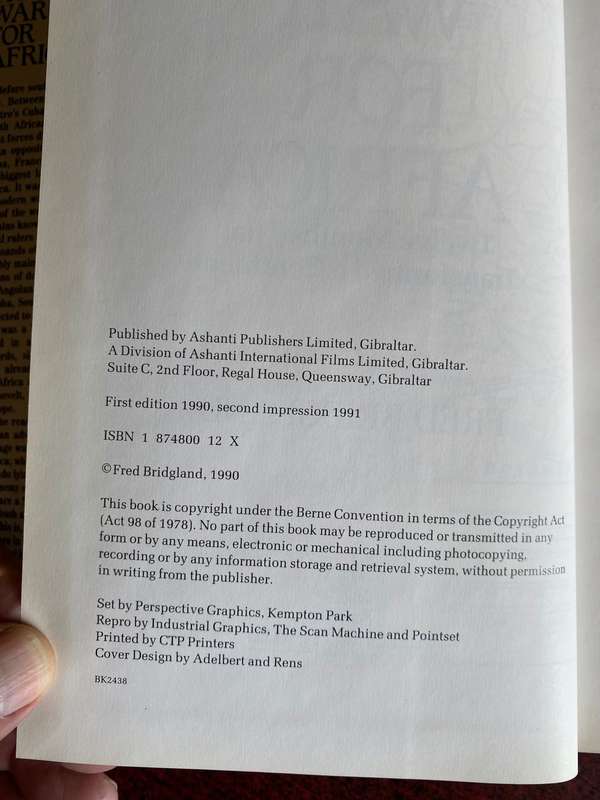 WAR
FOR
AFRI
Published by Ashanti Publishers Limited, Gibraltar.
A Division of Ashanti International Films Limited, Gibraltar.
Suite C, 2nd Floor, Regal House, Queensway, Gibraltar
First edition 1990, second impression 1991
ISBN 1 874800 12 X
©Fred Bridgland, 1990
This book is copyright under the Berne Convention in terms of the Copyright Act
(Act 98 of 1978). No part of this book may be reproduced or transmitted in any
form or by any means, electronic or mechanical including photocopying,
recording or by any information storage and retrieval system, without permission
in writing from the publisher.
Set by Perspective Graphics, Kempton Park
Repro by Industrial Graphics, The Scan Machine and Pointset
Printed by CTP Printers
Cover Design by Adelbert and Rens
BK2438